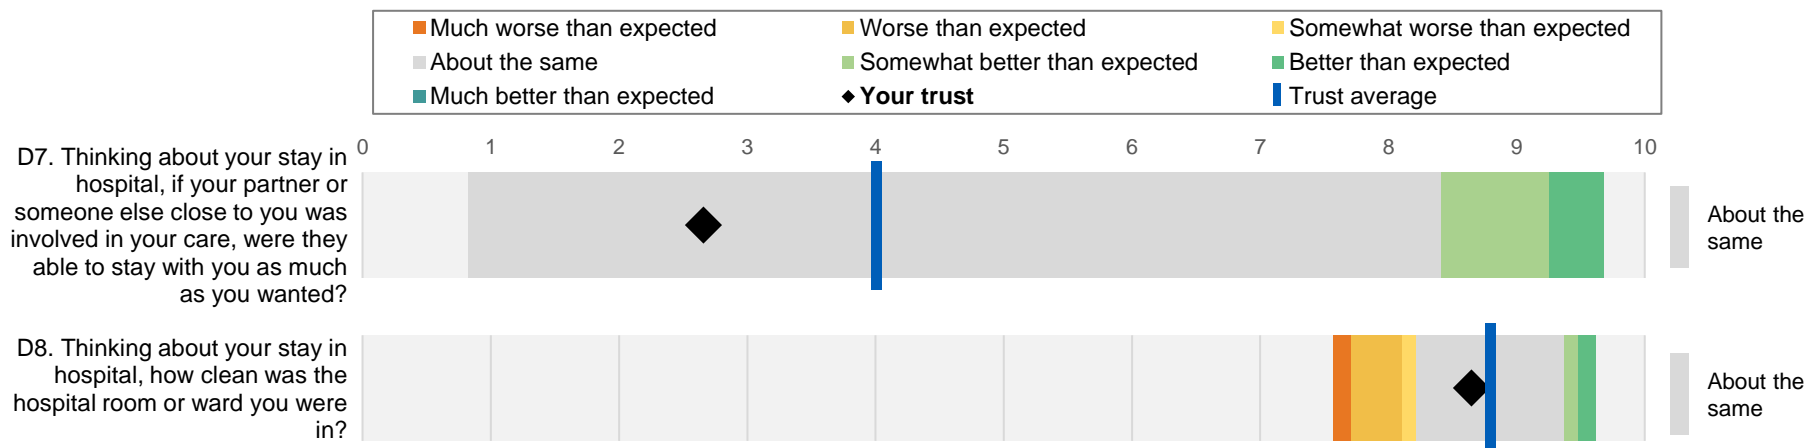 Much worse than expected
Worse than expected
Somewhat worse than expected
About the same
Somewhat better than expected
Better than expected
Much better than expected
Your trust
Trust average
0 1 2 3 4 5 6 7 8 9 10
D7. Thinking about your stay in
hospital, if your partner or
someone else close to you was
involved in your care, were they
able to stay with you as much
as you wanted?
About the
same
D8. Thinking about your stay in
hospital, how clean was the
hospital room or ward you were
in?
About the
same